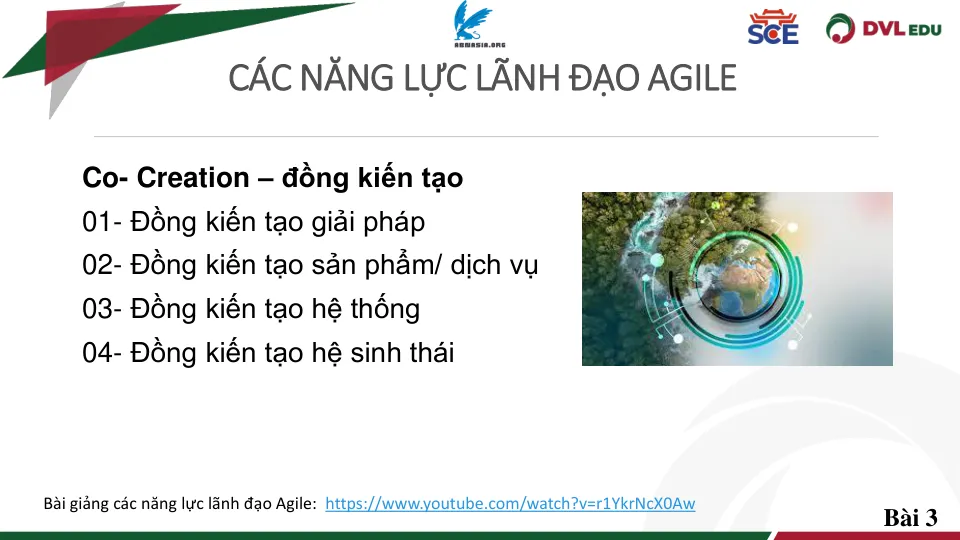 ARMASIA.ORG
SCE
DVL EDU
CÁC NĂNG LỰC LÃNH ĐẠO AGILE
Co- Creation – đồng kiến tạo
01- Đồng kiến tạo giải pháp
02- Đồng kiến tạo sản phẩm/ dịch vụ
03- Đồng kiến tạo hệ thống
04- Đồng kiến tạo hệ sinh thái
Bài giảng các năng lực lãnh đạo Agile: https://www.youtube.com/watch?v=r1YkrNcX0Aw
Bài 3